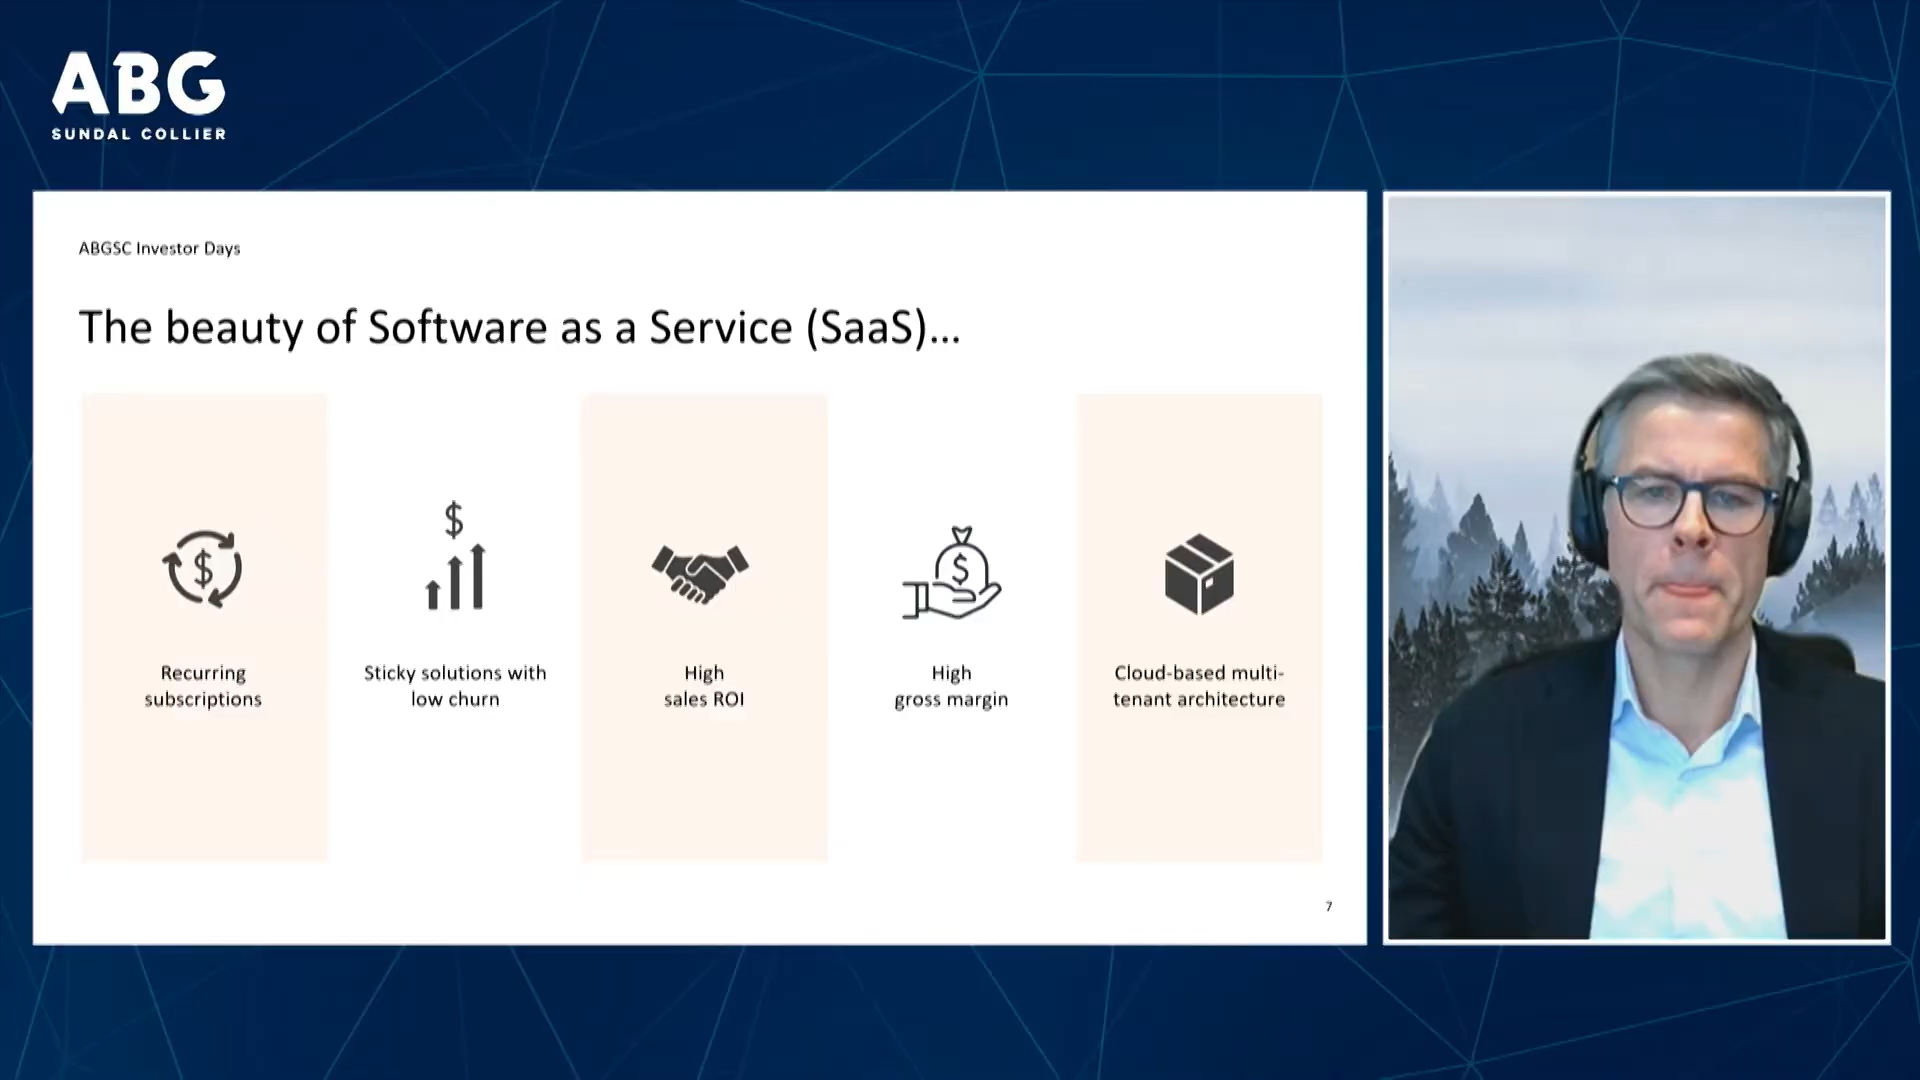 ABG
SUNDAL COLLIER
ABGSC Investor Days
The beauty of Software as a Service (SaaS)...
$
$
$
Recurring
subscriptions
Sticky solutions with
low churn
High
sales ROI
High
gross margin
Cloud-based multi-
tenant architecture
7